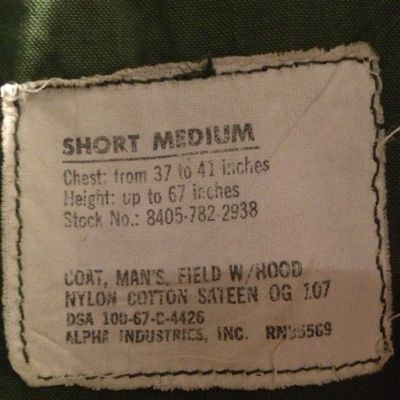 SHORT MEDIUM
Chest: from 37 to 41 inches
Height: up to 67 inches
Stock No.: 8405-782-2938
COAT, MAN'S, FIELD W/HOOD
NYLON COTTON SATEEN OG 107
DSA 100-67-C-4426
ALPHA INDUSTRIES, INC.